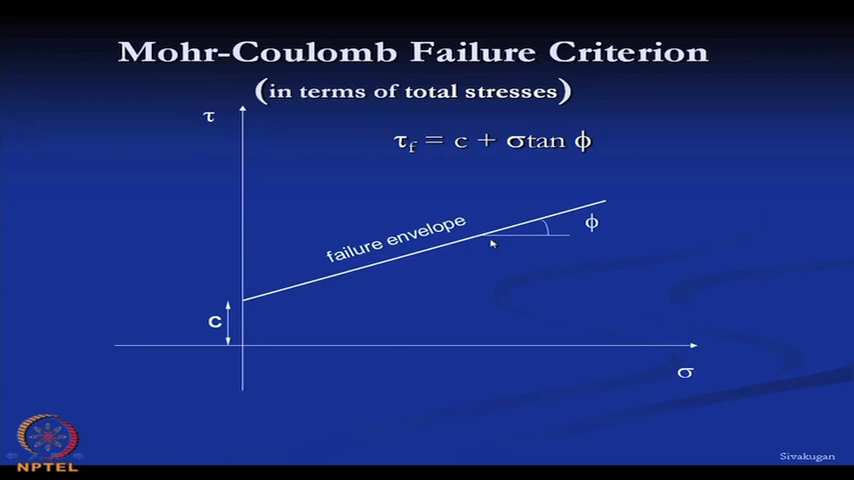 Mohr-Coulomb Failure Criterion
(in terms of total stresses)
τ
τf = c + σtan ϕ
failure envelope
ϕ
c
σ
NPTEL
Sivakugan